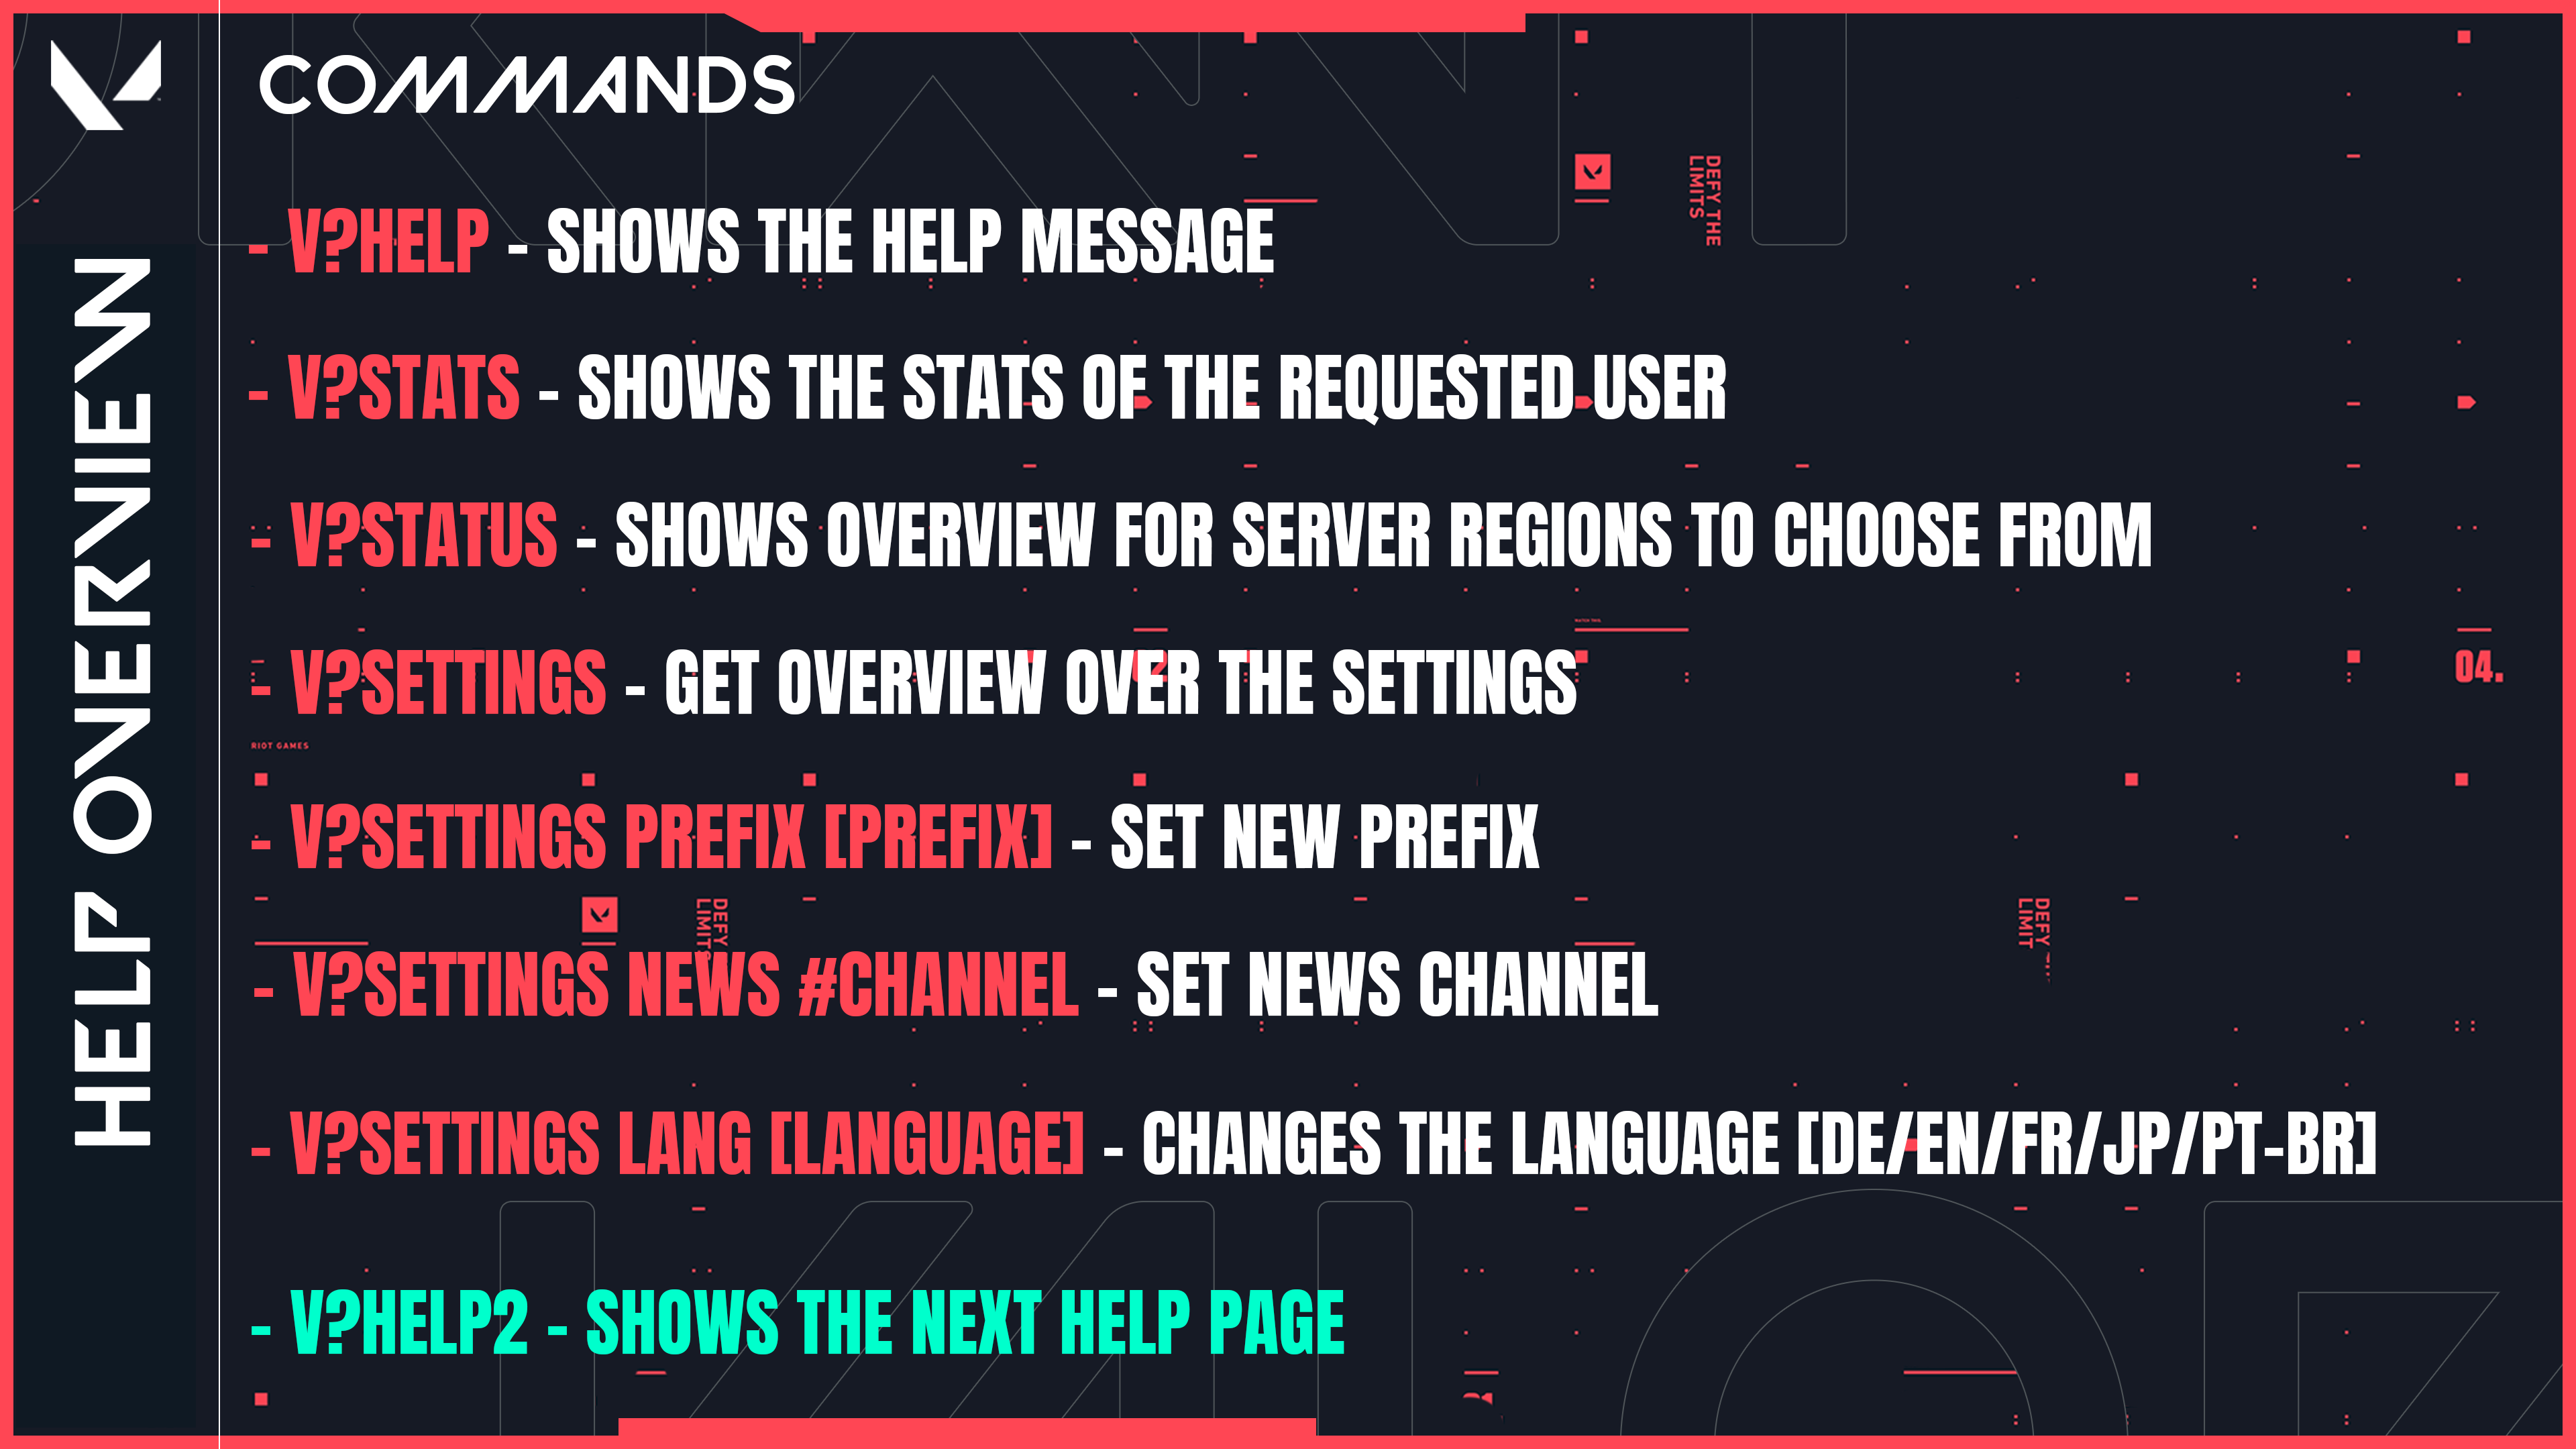 COMMANDS
HELP OVERVIEW
DEFY THE
LIMITS
- V?HELP - SHOWS THE HELP MESSAGE
- V?STATS - SHOWS THE STATS OF THE REQUESTED USER
- V?STATUS - SHOWS OVERVIEW FOR SERVER REGIONS TO CHOOSE FROM
- V?SETTINGS - GET OVERVIEW OVER THE SETTINGS
04.
RIOT GAMES
- V?SETTINGS PREFIX [PREFIX] - SET NEW PREFIX
DEFY
LIMITS
DEFY
LIMIT
- V?SETTINGS NEWS #CHANNEL - SET NEWS CHANNEL
- V?SETTINGS LANG [LANGUAGE] - CHANGES THE LANGUAGE [DE/EN/FR/JP/PT-BR]
- V?HELP2 - SHOWS THE NEXT HELP PAGE